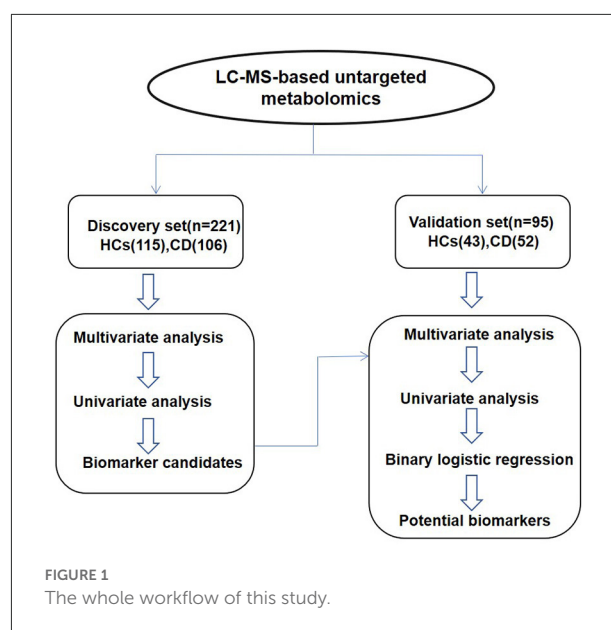 LC-MS-based untargeted
metabolomics
Discovery set(n=221)
HCs(115),CD(106)
Multivariate analysis
Univariate analysis
Biomarker candidates
Validation set(n=95)
HCs(43),CD(52)
Multivariate analysis
Univariate analysis
Binary logistic regression
Potential biomarkers
FIGURE 1
The whole workflow of this study.